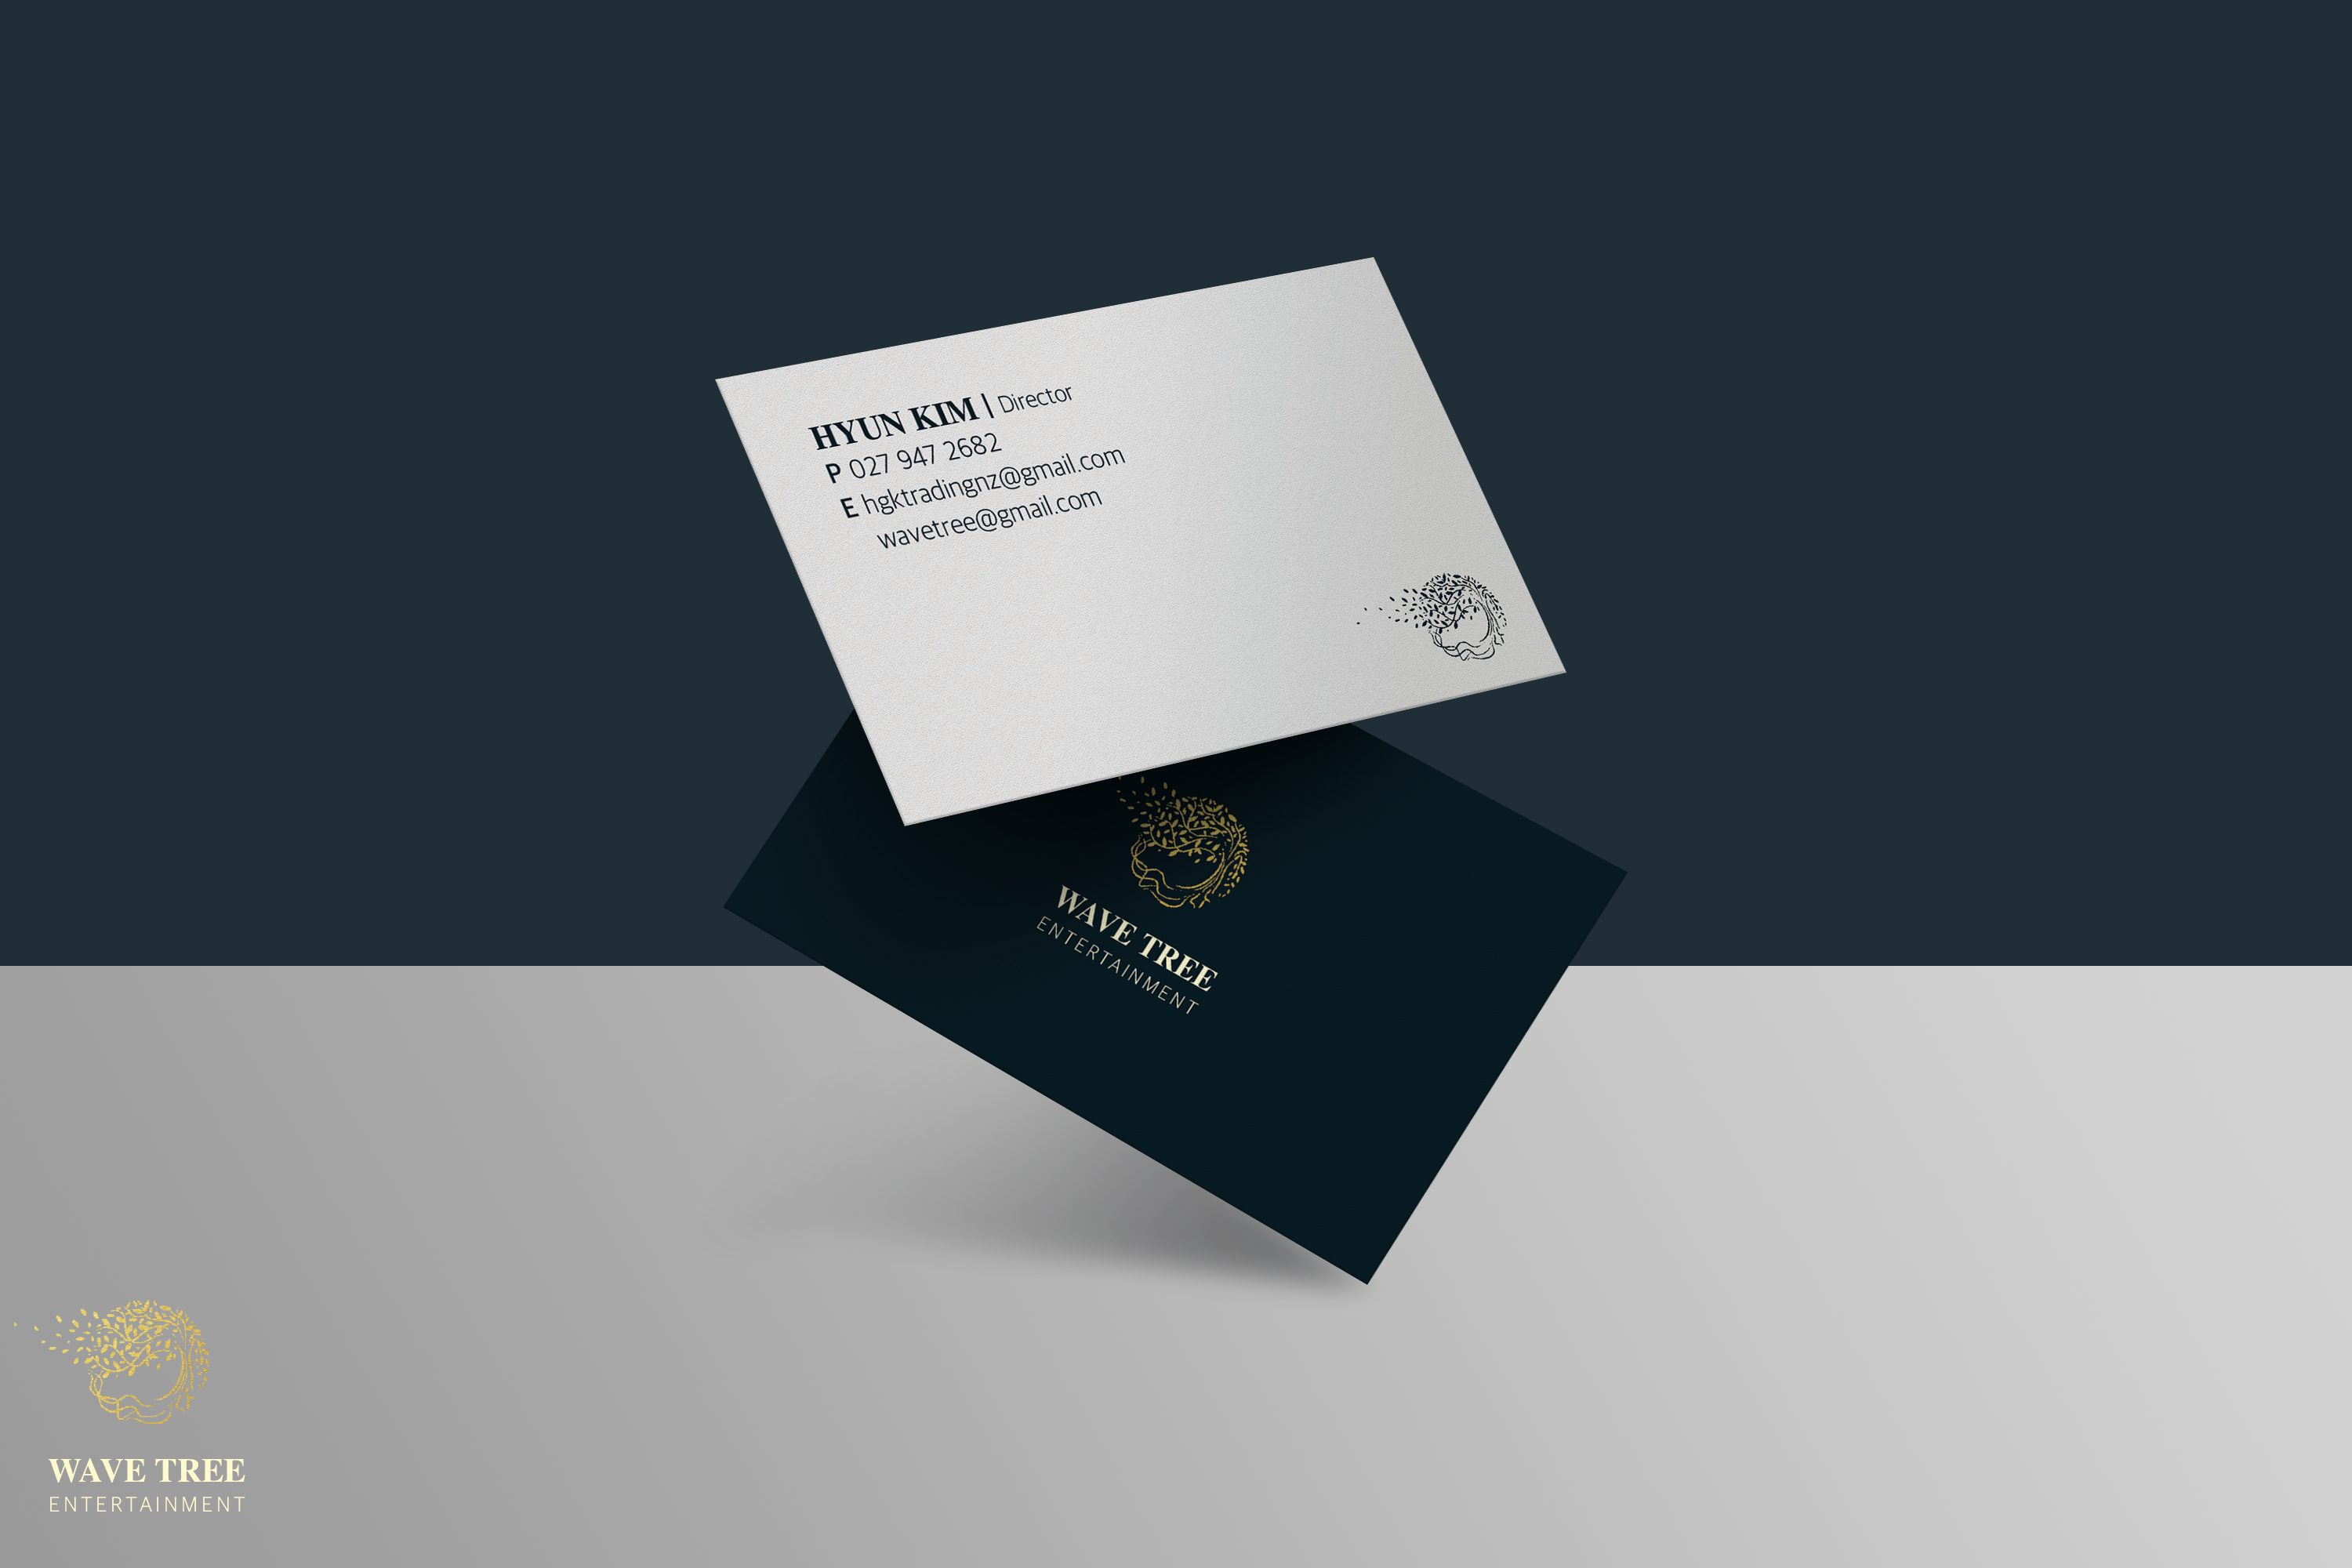 HYUN KIM | Director
P 027 947 2682
E hgktradingnz@gmail.com
wavetree@gmail.com
WAVE TREE
ENTERTAINMENT
WAVE TREE
ENTERTAINMENT